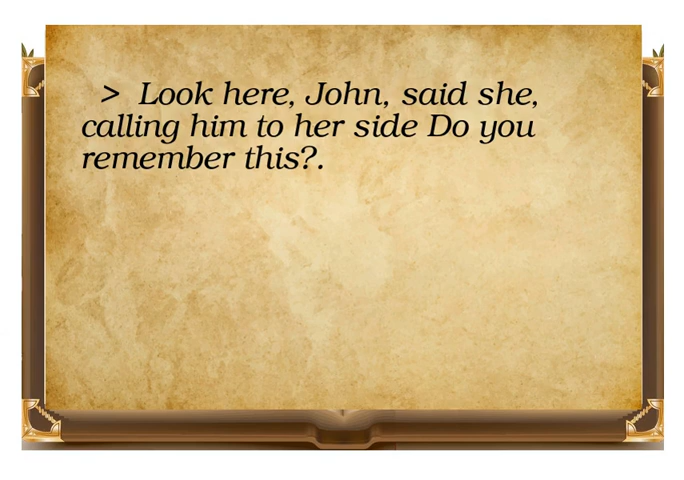 > Look here, John, said she,
calling him to her side Do you
remember this?.